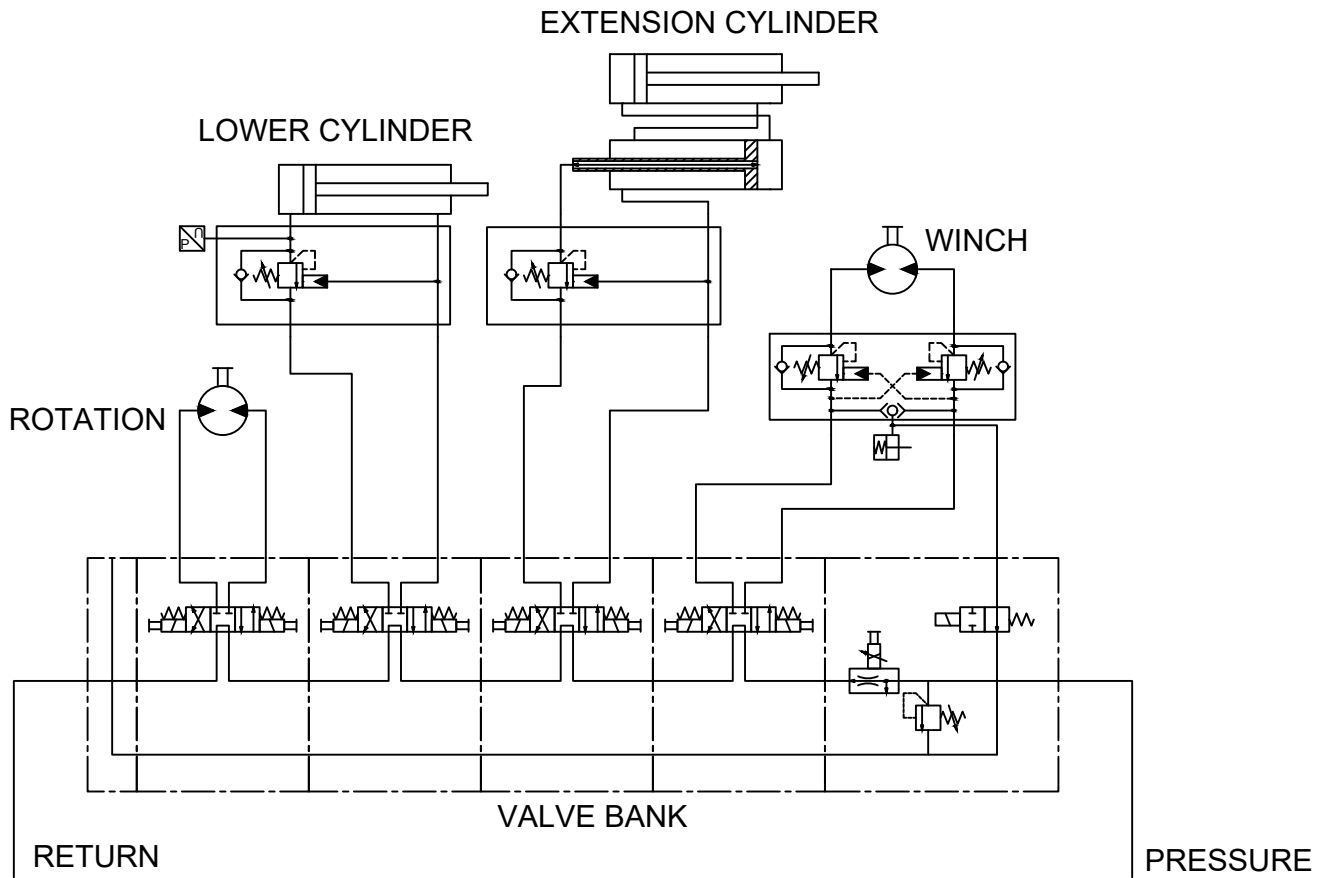 EXTENSION CYLINDER
LOWER CYLINDER
P
n
WINCH
ROTATION
VALVE BANK
RETURN
PRESSURE